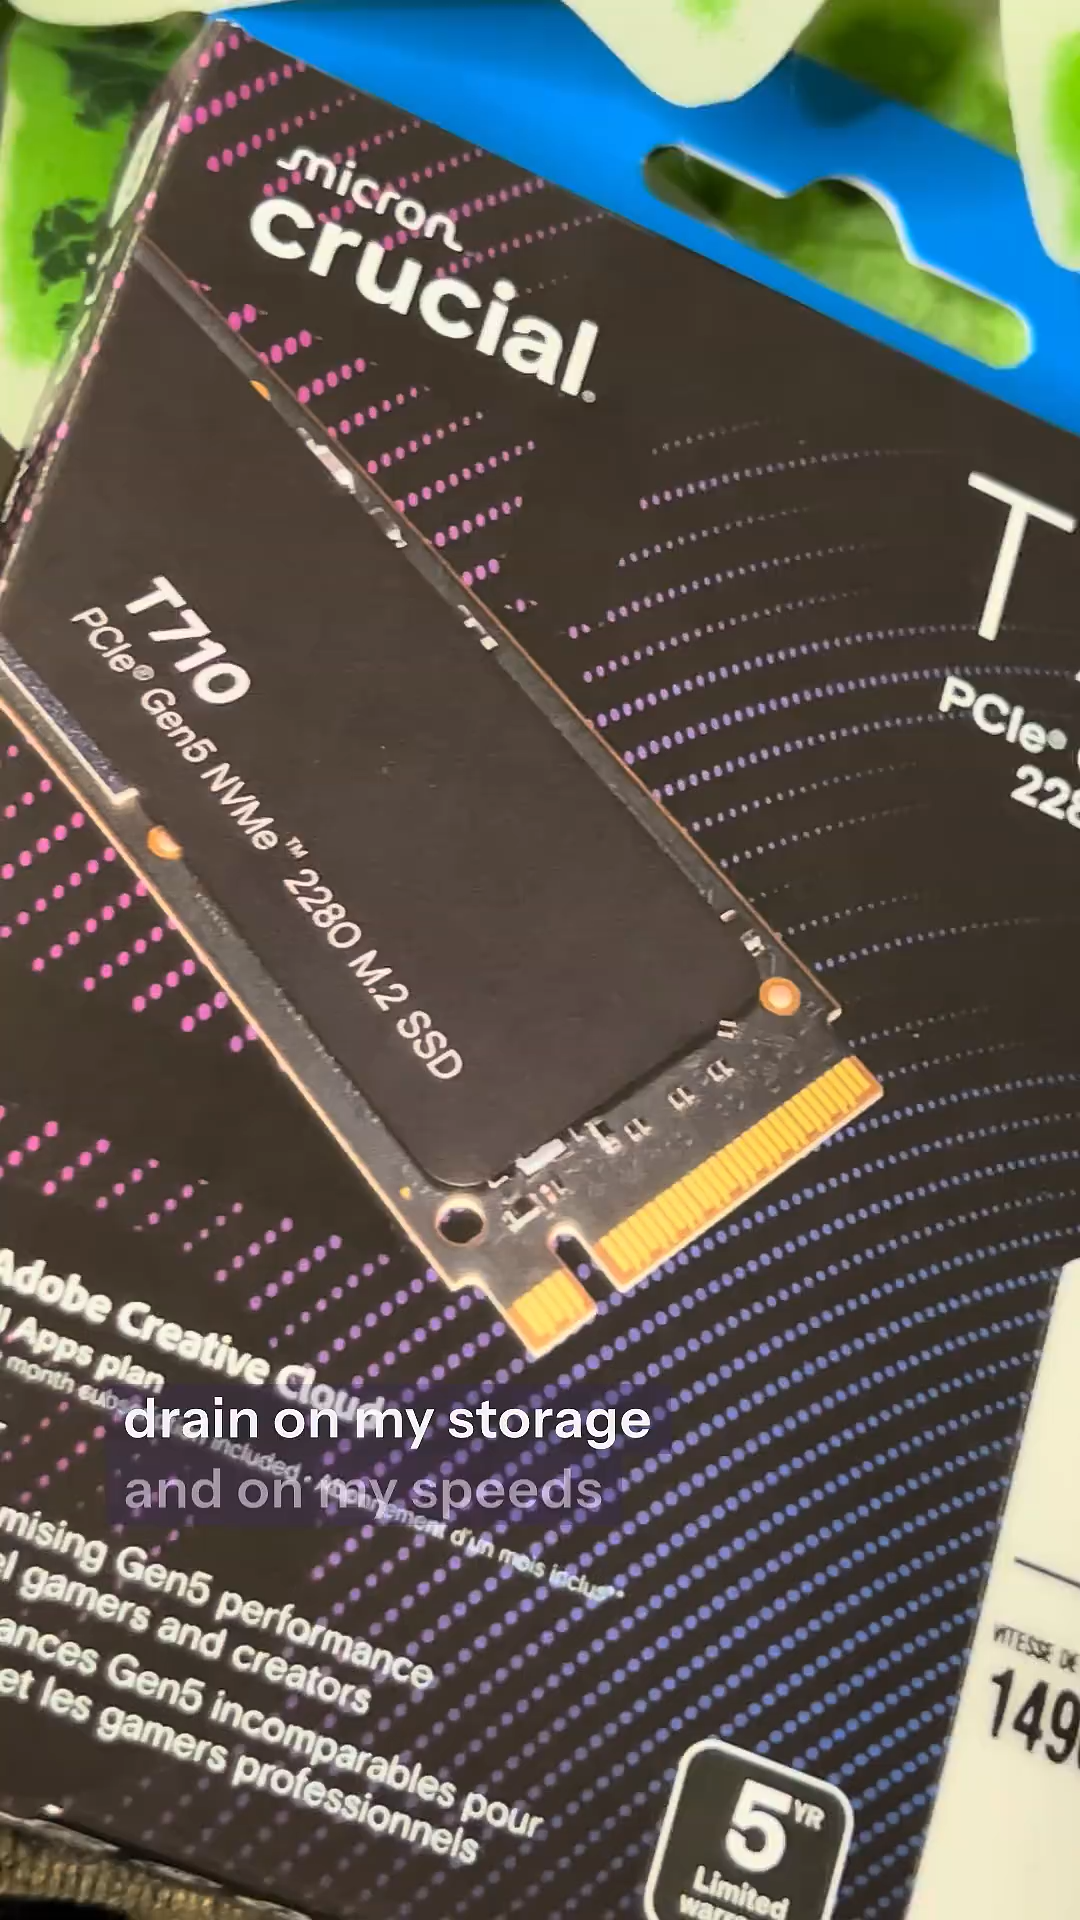 micron
crucial
T
PCIe®
T710
PCIe® Gen5 NVMe™ 2280 M.2 SSD
Adobe Creative Cloud
Apps plan
month included • d'un mois inclus**
drain on my storage
and on my speeds
Gen5 performance
gamers and creators
Gen5 incomparables pour
et les gamers professionnels
VITESSE DE
5 YR
Limited